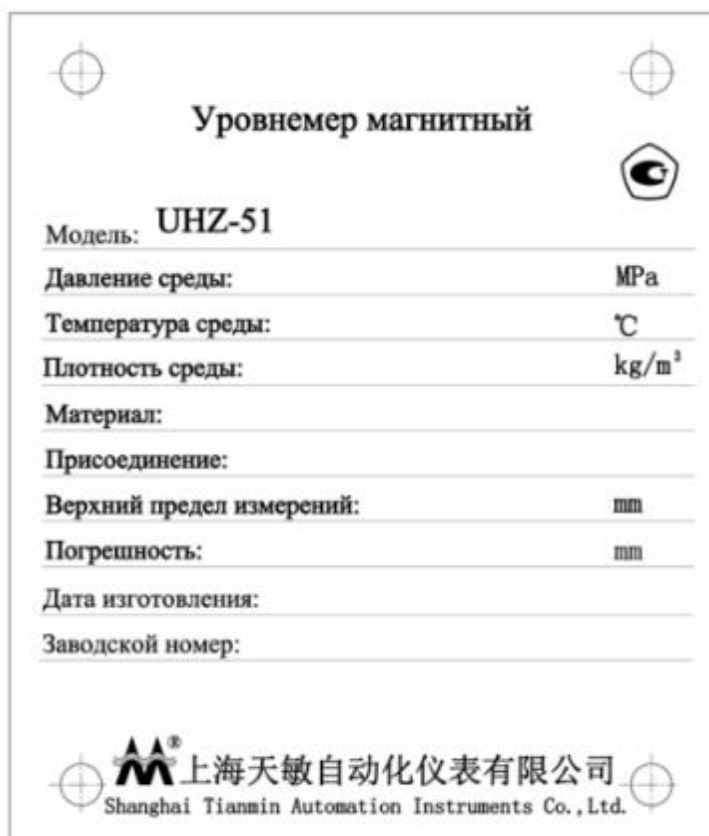 Уровнемер магнитный
Модель: UHZ-51
Давление среды: MPa
Температура среды: ℃
Плотность среды: kg/m³
Материал:
Присоединение:
Верхний предел измерений: mm
Погрешность: mm
Дата изготовления:
Заводской номер:
®上海天敏自动化仪表有限公司
Shanghai Tianmin Automation Instruments Co.,Ltd.